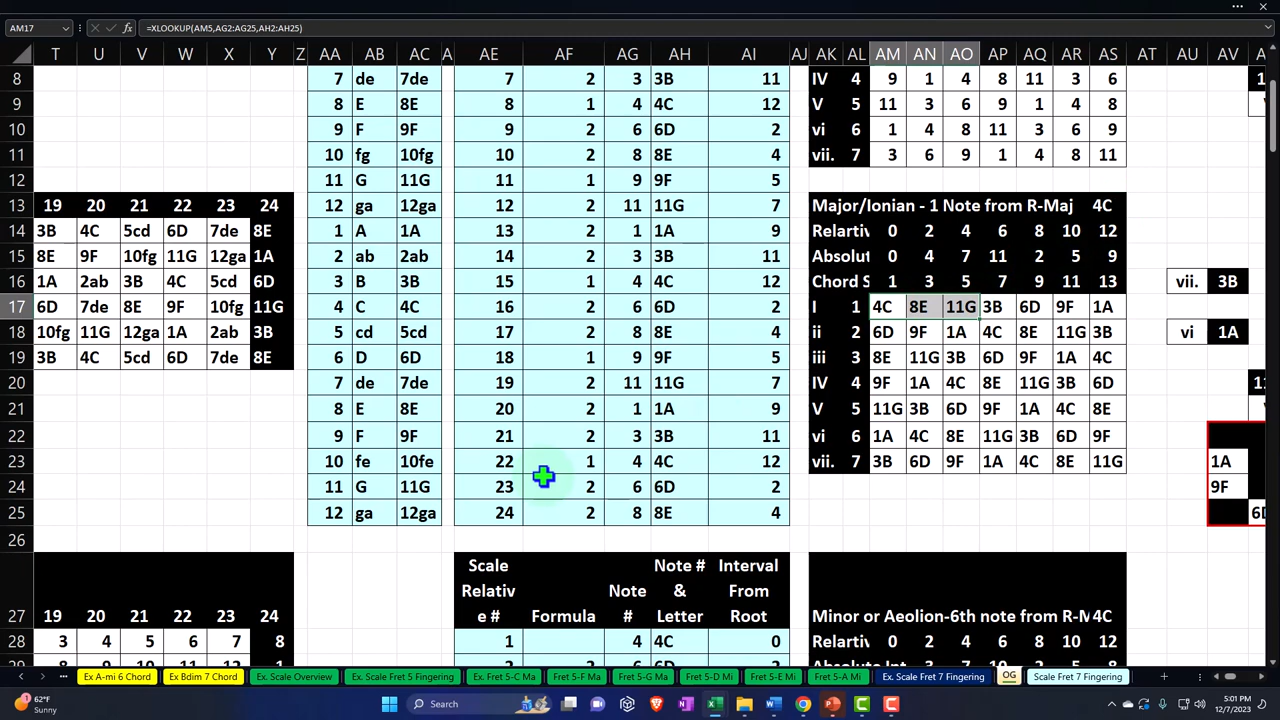 AM17 =XLOOKUP(AM5,AG2:AG25,AH2:AH25)
T U V W X Y Z AA AB AC A AE AF AG AH AI AJ AK AL AM AN AO AP AQ AR AS AT AU AV
8 7 de 7de 7 2 3 3B 11 IV 4 9 1 4 8 11 3 6
9 8 E 8E 8 1 4 4C 12 V 5 11 3 6 9 1 4 8
10 9 F 9F 9 2 6 6D 2 vi 6 1 4 8 11 3 6 9
11 10 fg 10fg 10 2 8 8E 4 vii. 7 3 6 9 1 4 8 11
12 11 G 11G 11 1 9 9F 5
13 19 20 21 22 23 24 12 ga 12ga 12 2 11 11G 7 Major/Ionian - 1 Note from R-Maj 4C
14 3B 4C 5cd 6D 7de 8E 1 A 1A 13 2 1 1A 9 Relartiv 0 2 4 6 8 10 12
15 8E 9F 10fg 11G 12ga 1A 2 ab 2ab 14 2 3 3B 11 Absolut 0 4 7 11 2 5 9
16 1A 2ab 3B 4C 5cd 6D 3 B 3B 15 1 4 4C 12 Chord S 1 3 5 7 9 11 13 vii. 3B
17 6D 7de 8E 9F 10fg 11G 4 C 4C 16 2 6 6D 2 I 1 4C 8E 11G 3B 6D 9F 1A
18 10fg 11G 12ga 1A 2ab 3B 5 cd 5cd 17 2 8 8E 4 ii 2 6D 9F 1A 4C 8E 11G 3B vi 1A
19 3B 4C 5cd 6D 7de 8E 6 D 6D 18 1 9 9F 5 iii 3 8E 11G 3B 6D 9F 1A 4C
20 7 de 7de 19 2 11 11G 7 IV 4 9F 1A 4C 8E 11G 3B 6D
21 8 E 8E 20 2 1 1A 9 V 5 11G 3B 6D 9F 1A 4C 8E
22 9 F 9F 21 2 3 3B 11 vi 6 1A 4C 8E 11G 3B 6D 9F
23 10 fe 10fe 22 1 4 4C 12 vii. 7 3B 6D 9F 1A 4C 8E 11G 1A
24 11 G 11G 23 2 6 6D 2 9F
25 12 ga 12ga 24 2 8 8E 4
26
27 19 20 21 22 23 24 Scale Relativ e # Formula Note # Note # & Letter Interval From Root Minor or Aeolion-6th note from R-M 4C
28 3 4 5 6 7 8 1 4 4C 0 Relartiv 0 2 4 6 8 10 12
Ex A-mi 6 Chord Ex Bdim 7 Chord Ex. Scale Overview Ex. Scale Fret 5 Fingering Ex. Fret 5-C Ma Ex. Fret 5-F Ma Fret 5-G Ma Fret 5-D Mi Fret 5-E Mi Fret 5-A Mi Ex. Scale Fret 7 Fingering OG Scale Fret 7 Fingering
62°F
Sunny
Search
5:01 PM
12/7/2023